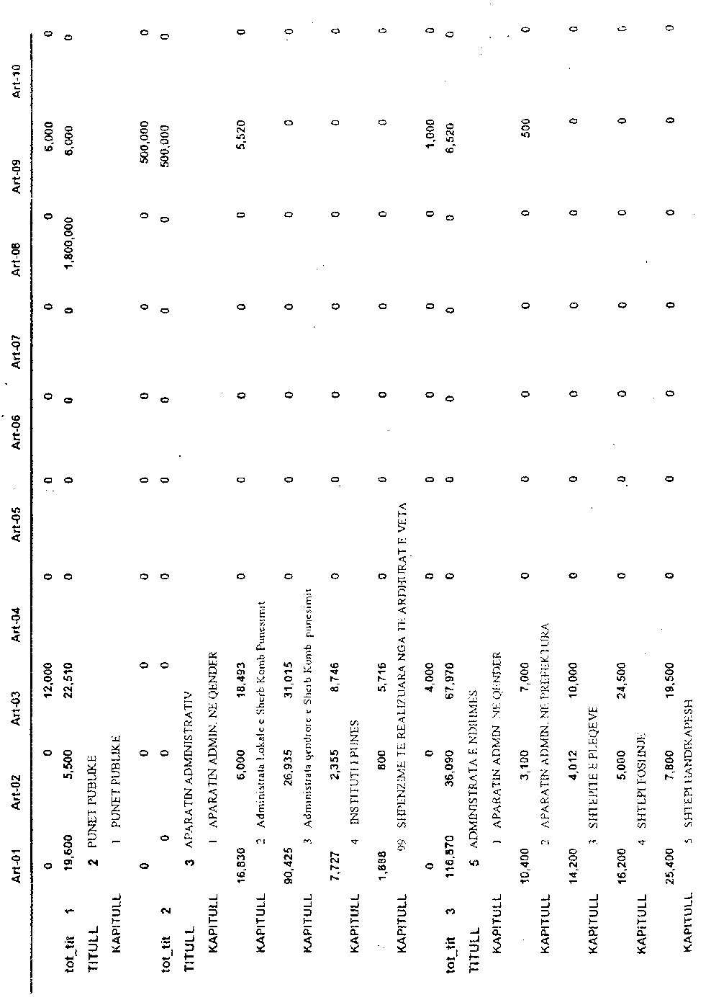 Art-01 Art-02 Art-03 Art-04 Art-05 Art-06 Art-07 Art-08 Art-09 Art-10
0 0 12,000 0 0 0 0 0 6,000 0
tot_tit 1 19,600 5,500 22,510 0 0 0 0 1,800,000 6,000 0
TITULL 2 PUNET PUBLIKE
KAPITULL 1 PUNET PUBLIKE
0 0 0 0 0 0 0 0 500,000 0
tot_tit 2 0 0 0 0 0 0 0 0 500,000 0
TITULL 3 APARATIN ADMINISTRATIV
KAPITULL 1 APARATIN ADMIN. NE QENDER
16,830 6,000 18,493 0 0 0 0 0 5,520 0
KAPITULL 2 Administrata Lokale e Sherb Komb Punesimit
90,425 26,935 31,015 0 0 0 0 0 0 0
KAPITULL 3 Administrata qendrore e Sherb Komb punesimit
7,727 2,355 8,746 0 0 0 0 0 0 0
KAPITULL 4 INSTITUTI I PUNES
1,888 800 5,716 0 0 0 0 0 0 0
KAPITULL 99 SHPENZIME TE REALIZUARA NGA TE ARDHURAT E VETA
0 0 4,000 0 0 0 0 0 1,000 0
tot_tit 3 116,870 36,090 67,970 0 0 0 0 0 6,520 0
TITULL 5 ADMINISTRATA E NDIHMES
KAPITULL 1 APARATIN ADMIN NE QENDER
10,400 3,100 7,000 0 0 0 0 0 500 0
KAPITULL 2 APARATIN ADMIN. NE PREFEKTURA
14,200 4,012 10,000 0 0 0 0 0 0 0
KAPITULL 3 SHTEPITE E PLEQEVE
16,200 5,000 24,500 0 0 0 0 0 0 0
KAPITULL 4 SHTEPI FOSHNJE
25,400 7,800 19,500 0 0 0 0 0 0 0
KAPITULL 5 SHTEPI HANDEKAPESH